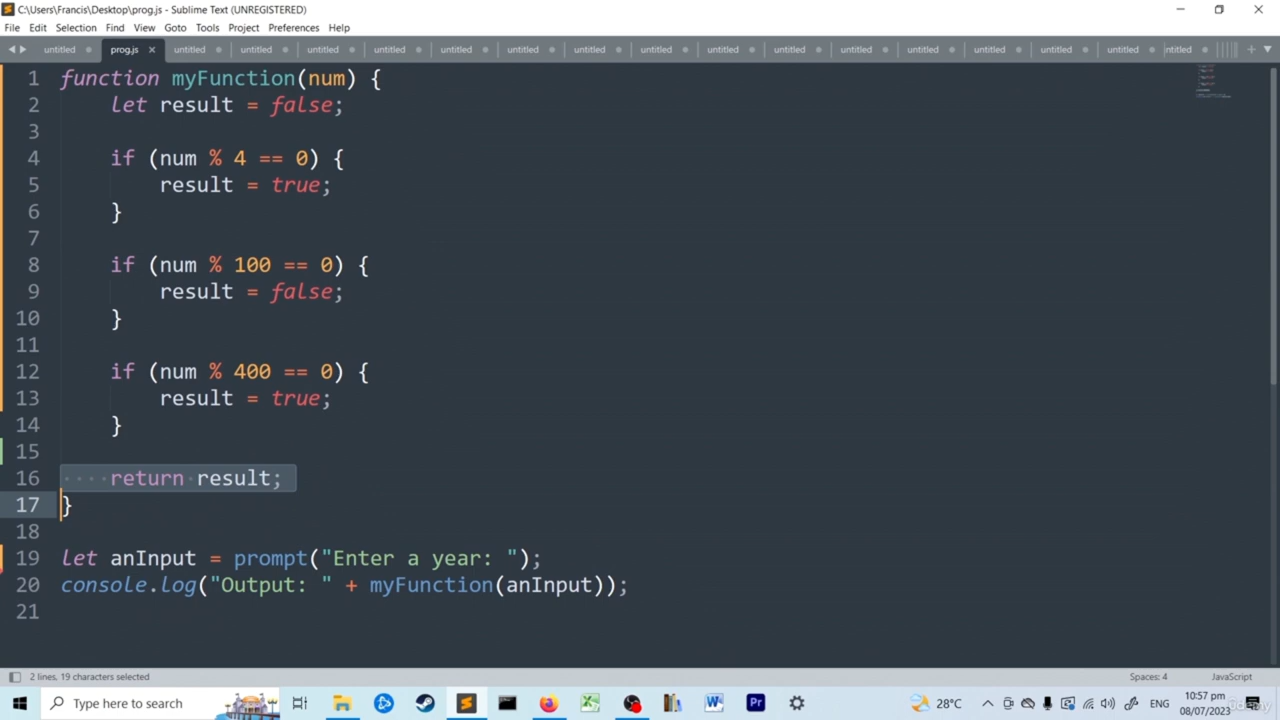 C:\Users\Francis\Desktop\prog.js - Sublime Text (UNREGISTERED)
File Edit Selection Find View Goto Tools Project Preferences Help
untitled prog.js untitled untitled untitled untitled untitled untitled untitled untitled untitled untitled untitled untitled untitled untitled untitled ntitled
1 function myFunction(num) {
2 let result = false;
3
4 if (num % 4 == 0) {
5 result = true;
6 }
7
8 if (num % 100 == 0) {
9 result = false;
10 }
11
12 if (num % 400 == 0) {
13 result = true;
14 }
15
16 return result;
17 }
18
19 let anInput = prompt("Enter a year: ");
20 console.log("Output: " + myFunction(anInput));
21
2 lines, 19 characters selected Spaces: 4 JavaScript
Type here to search 28°C ENG 10:57 pm
08/07/2023
Udemy